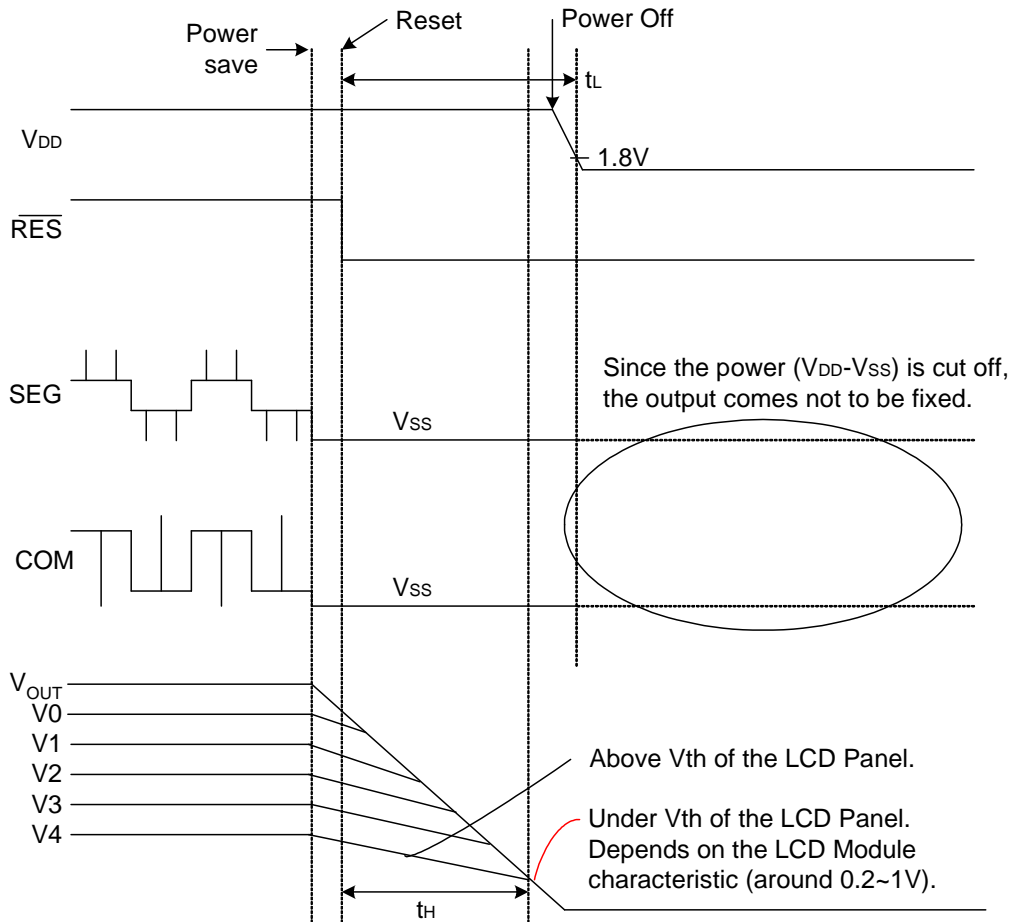 Power
save
Reset
Power Off
tL
VDD
1.8V
RES
SEG
Since the power (VDD-VSS) is cut off,
the output comes not to be fixed.
VSS
COM
VSS
VOUT
V0
V1
V2
V3
V4
Above Vth of the LCD Panel.
Under Vth of the LCD Panel.
Depends on the LCD Module
characteristic (around 0.2~1V).
tH